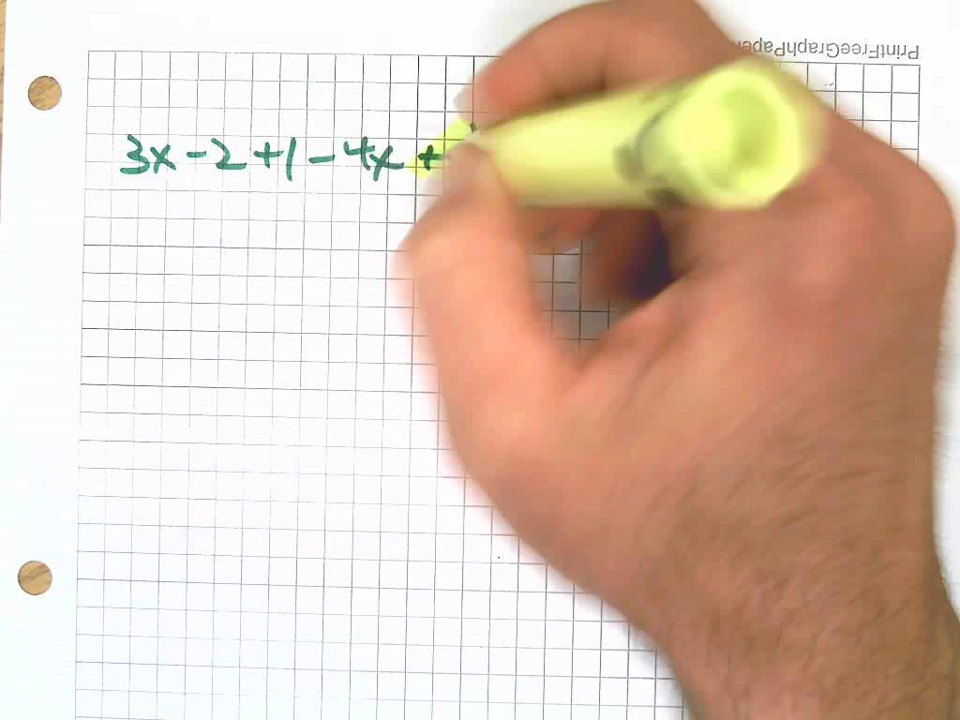 PrintFreeGraphPaper
3x - 2 + 1 - 4x +